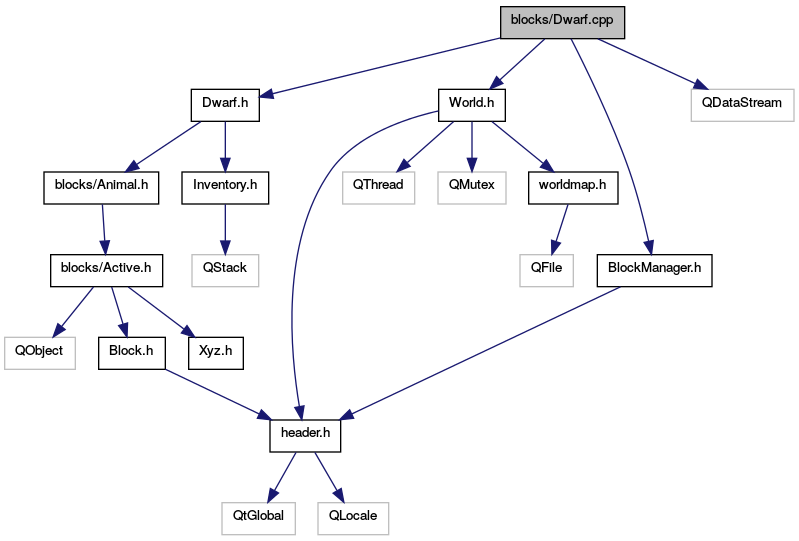 blocks/Dwarf.cpp
Dwarf.h
World.h
QDataStream
blocks/Animal.h
Inventory.h
QThread
QMutex
worldmap.h
blocks/Active.h
QStack
QFile
BlockManager.h
QObject
Block.h
Xyz.h
header.h
QtGlobal
QLocale